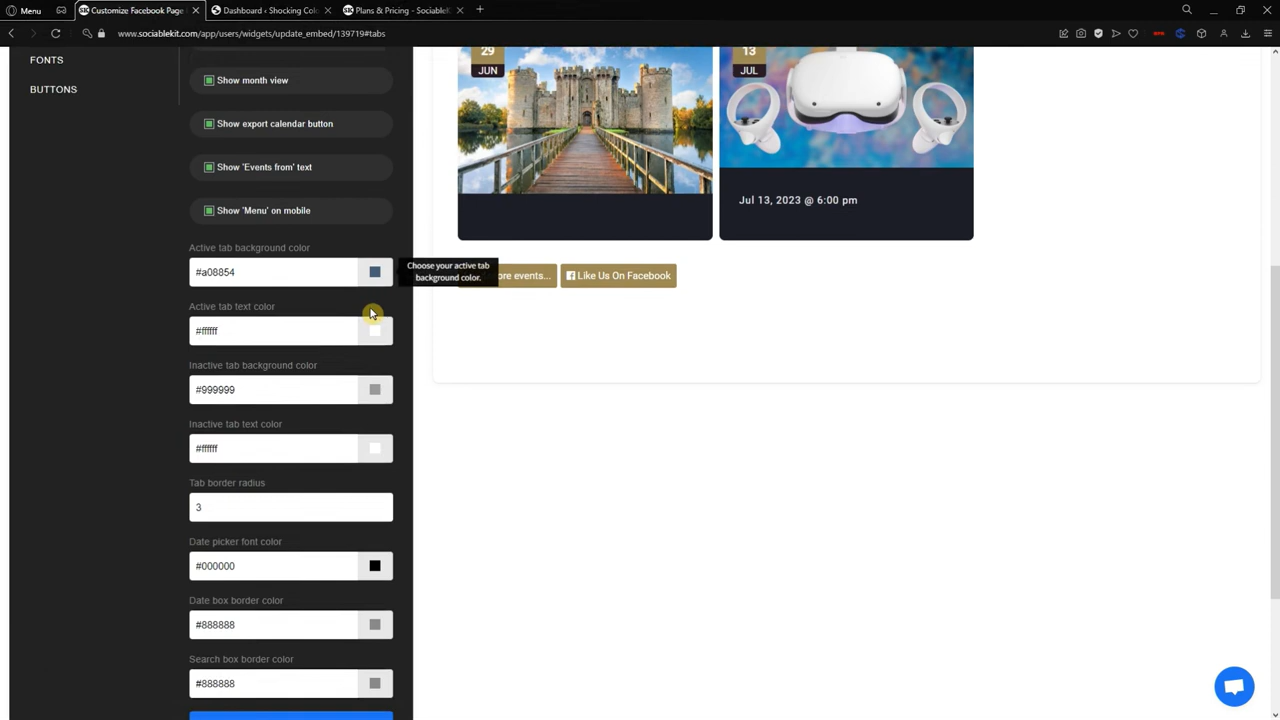 Menu
Customize Facebook Page
Dashboard ‹ Shocking Colo
Plans & Pricing - SociableK
www.sociablekit.com/app/users/widgets/update_embed/139719#tabs
FONTS
BUTTONS
Show month view
Show export calendar button
Show 'Events from' text
Show 'Menu' on mobile
Active tab background color
#a08854
Choose your active tab
background color.
Active tab text color
#ffffff
Inactive tab background color
#999999
Inactive tab text color
#ffffff
Tab border radius
3
Date picker font color
#000000
Date box border color
#888888
Search box border color
#888888
29
JUN
13
JUL
Jul 13, 2023 @ 6:00 pm
ore events...
Like Us On Facebook